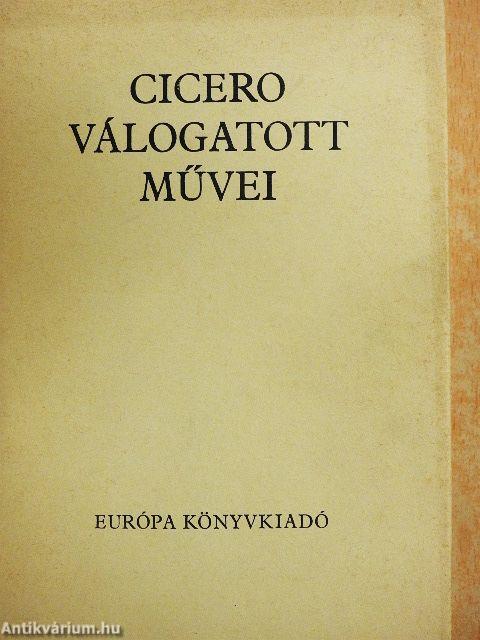 CICERO
VÁLOGATOTT
MŰVEI
EURÓPA KÖNYVKIADÓ
Antikvárium.hu